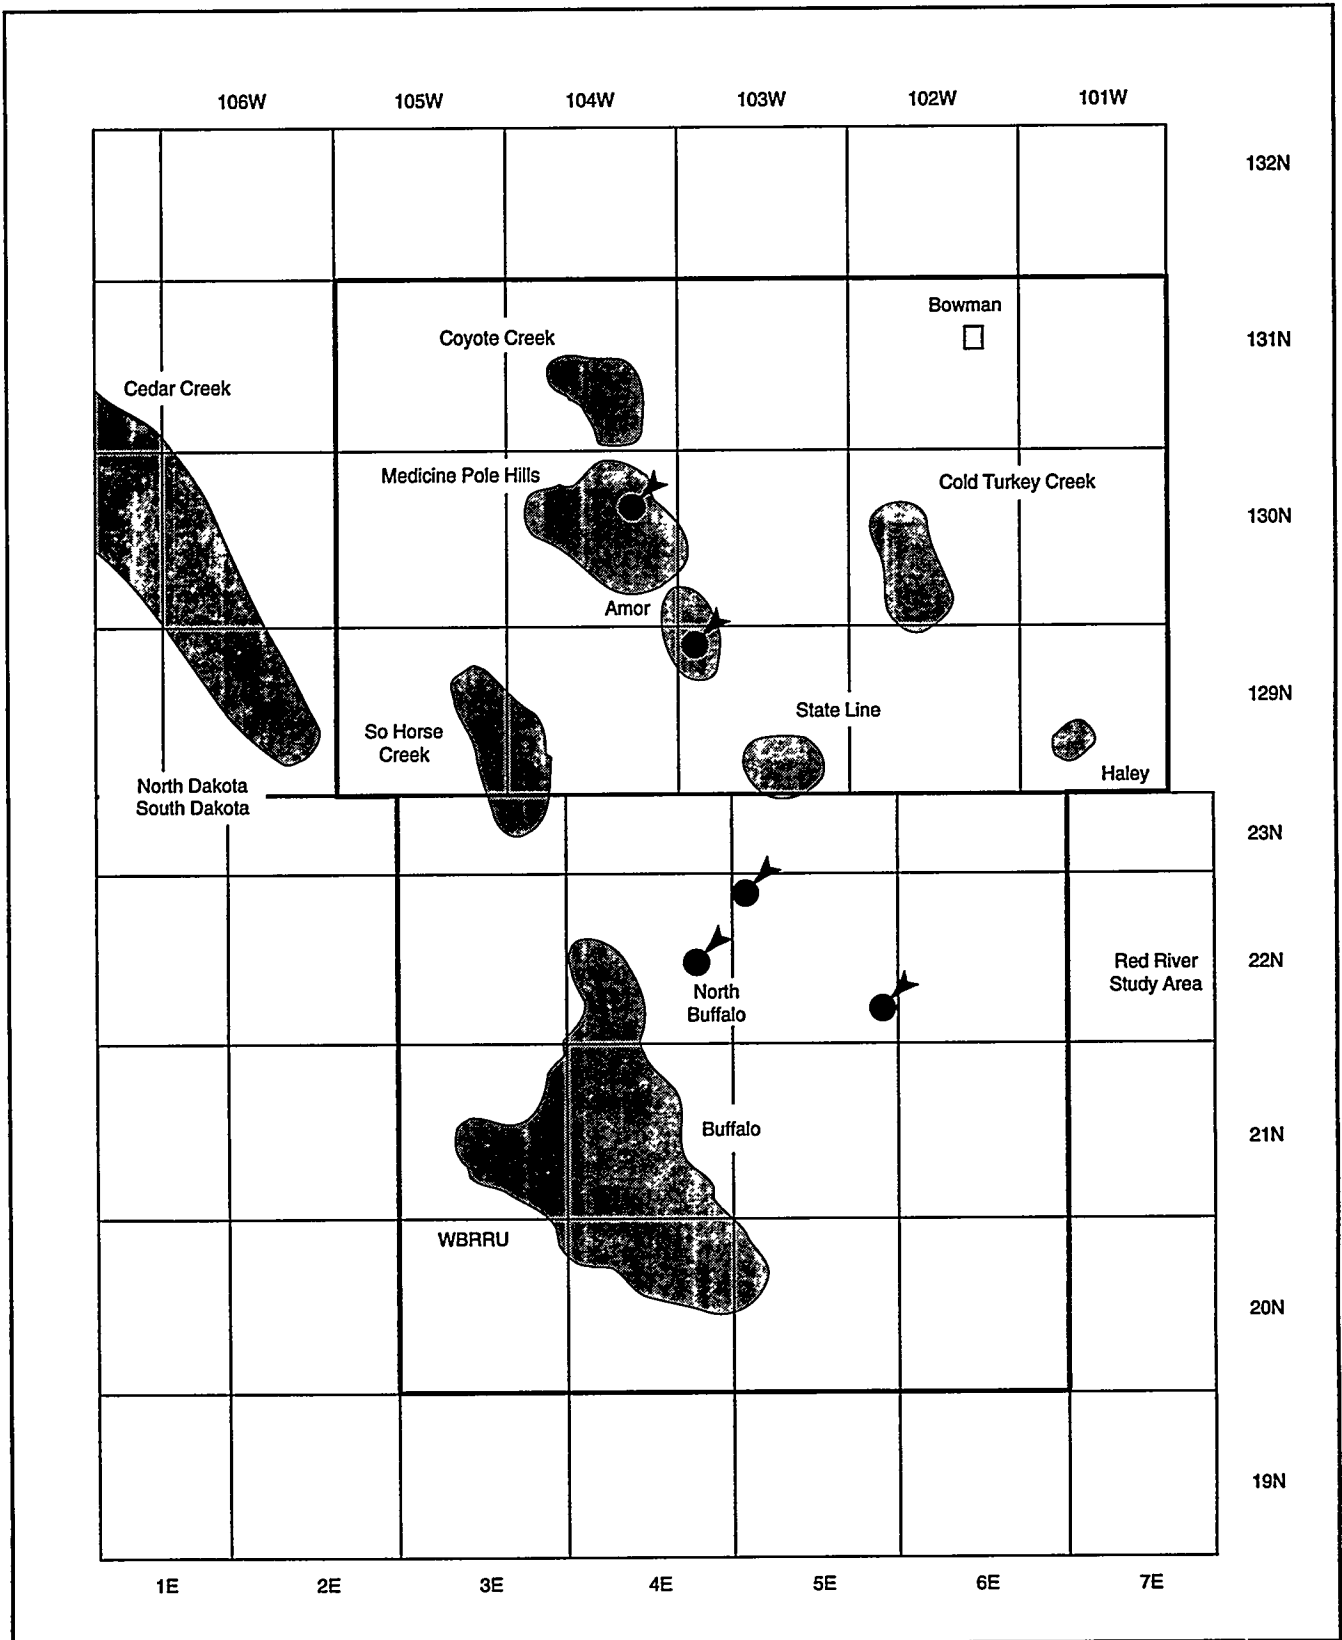 106W 105W 104W 103W 102W 101W
132N
Bowman
131N
Coyote Creek
Cedar Creek
Medicine Pole Hills
Cold Turkey Creek
130N
Amor
129N
State Line
So Horse
Creek
Haley
North Dakota
South Dakota
23N
22N
Red River
Study Area
North
Buffalo
Buffalo
21N
WBRRU
20N
19N
1E 2E 3E 4E 5E 6E 7E